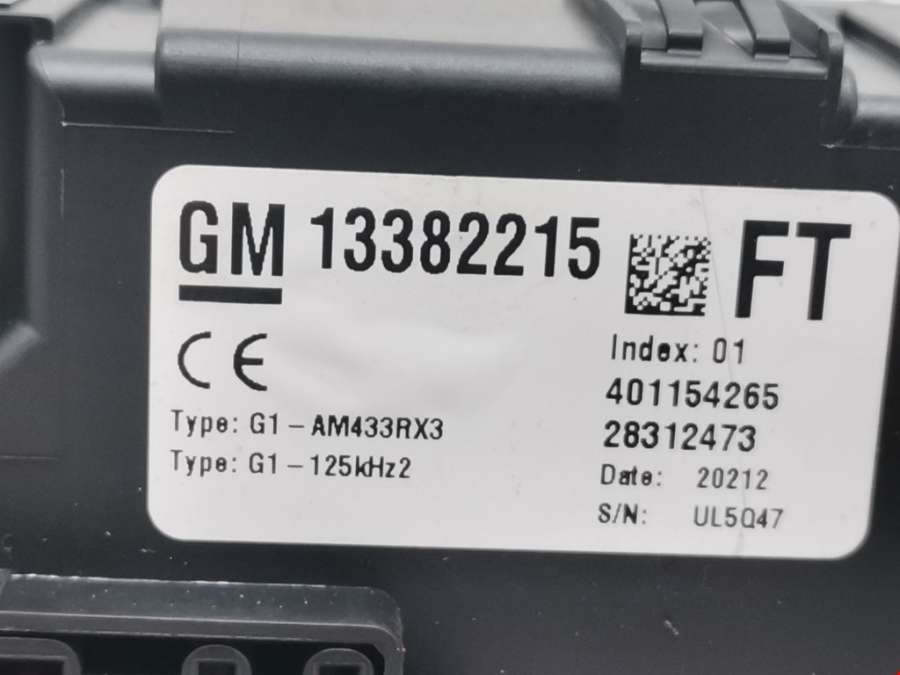 GM 13382215 FT
CE
Type: G1-AM433RX3
Type: G1-125kHz2
Index: 01
401154265
28312473
Date: 20212
S/N: UL5Q47